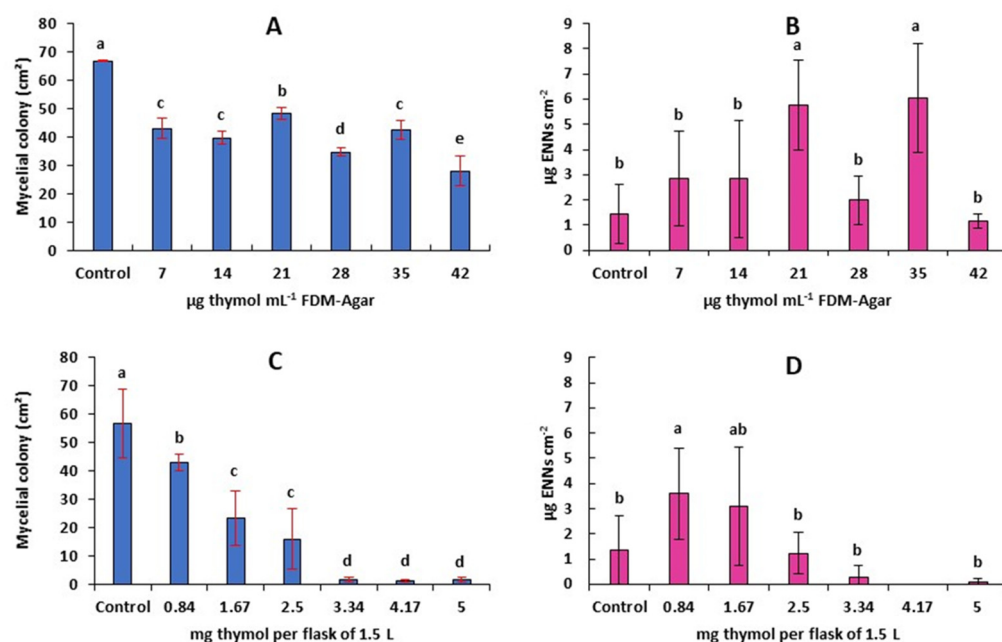 A
Mycelial colony (cm²)
80
70
60
50
40
30
20
10
0
a
c
c
b
d
c
e
Control 7 14 21 28 35 42
µg thymol mL⁻¹ FDM-Agar
B
µg ENNs cm⁻²
9
8
7
6
5
4
3
2
1
0
b
b
b
a
b
a
b
Control 7 14 21 28 35 42
µg thymol mL⁻¹ FDM-Agar
C
Mycelial colony (cm²)
80
70
60
50
40
30
20
10
0
a
b
c
c
d
d
d
Control 0.84 1.67 2.5 3.34 4.17 5
mg thymol per flask of 1.5 L
D
µg ENNs cm⁻²
9
8
7
6
5
4
3
2
1
0
b
a
ab
b
b
b
Control 0.84 1.67 2.5 3.34 4.17 5
mg thymol per flask of 1.5 L